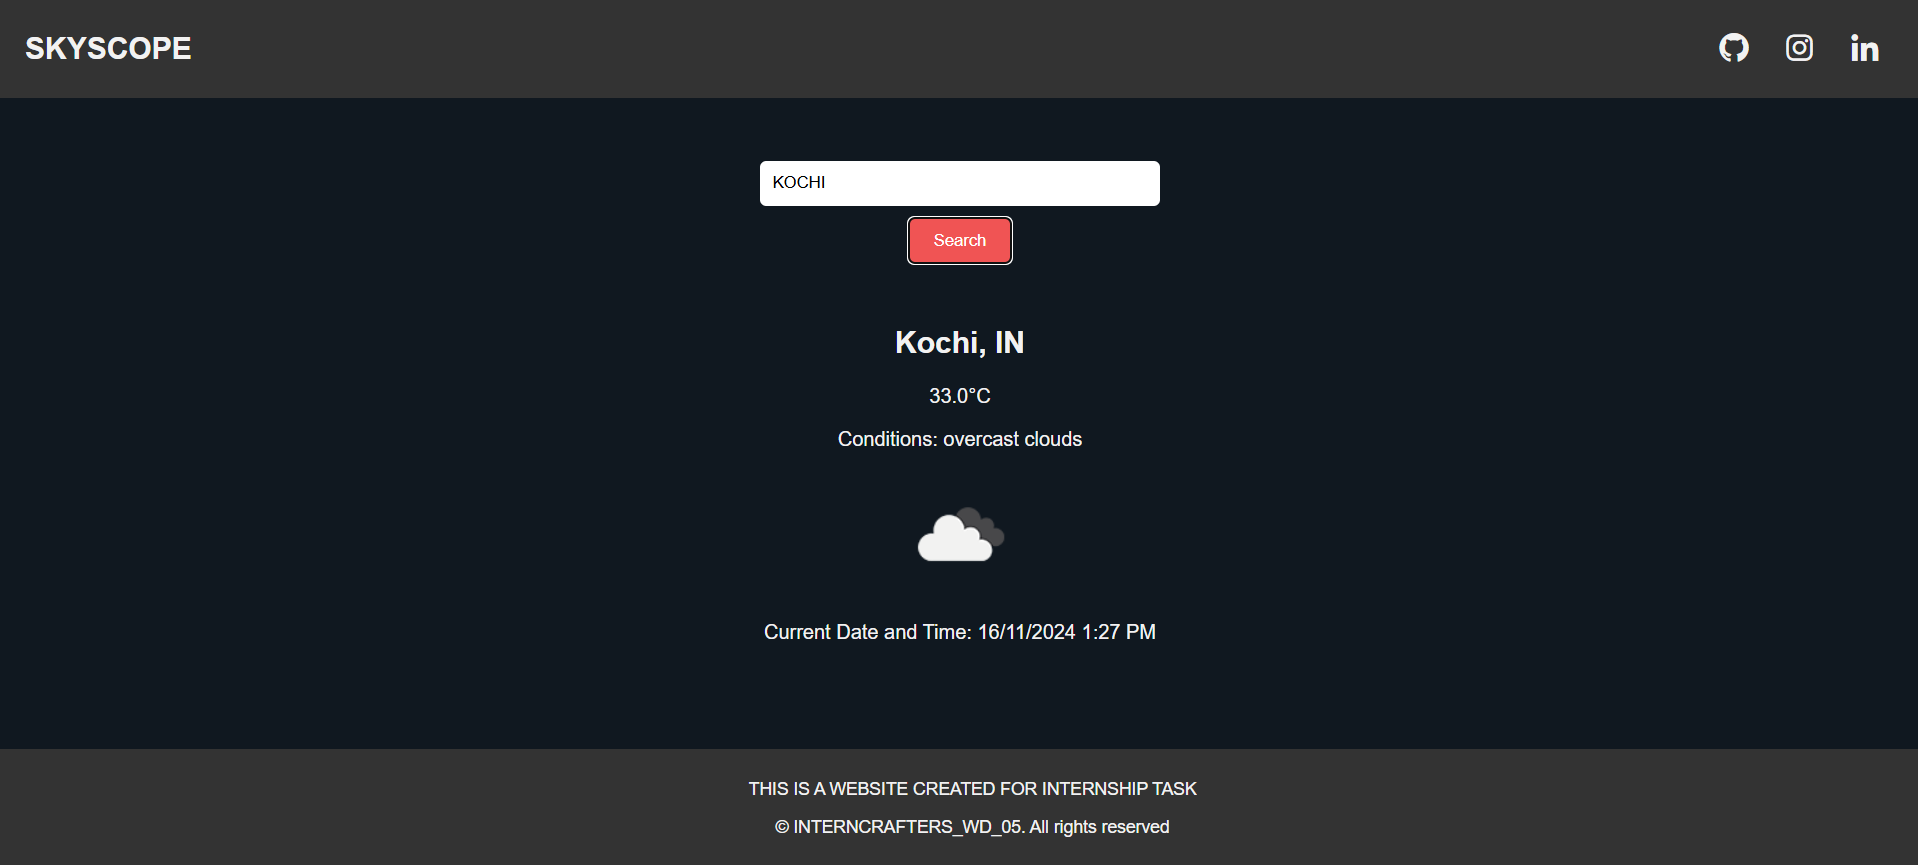 SKYSCOPE
KOCHI
Search
Kochi, IN
33.0°C
Conditions: overcast clouds
Current Date and Time: 16/11/2024 1:27 PM
THIS IS A WEBSITE CREATED FOR INTERNSHIP TASK
© INTERNCRAFTERS_WD_05. All rights reserved